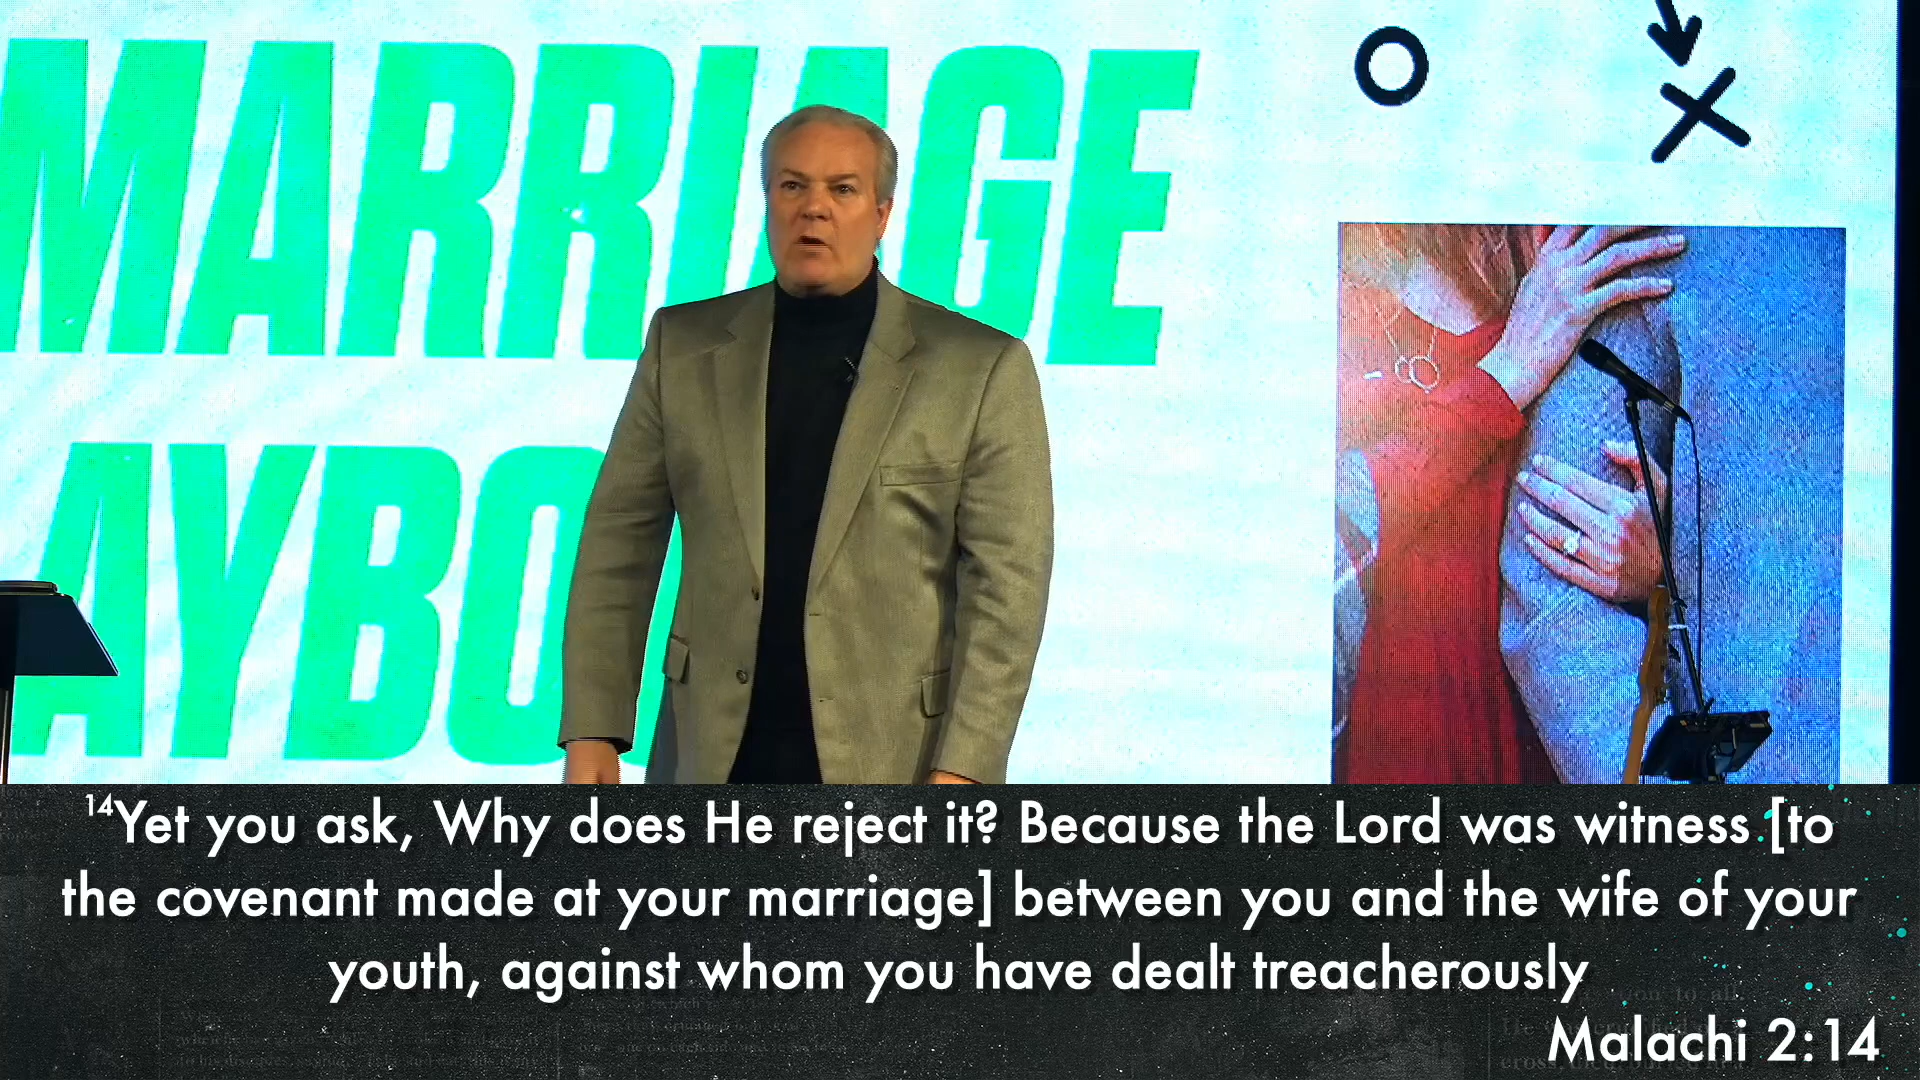 MARRIAGE
AYBO
¹⁴Yet you ask, Why does He reject it? Because the Lord was witness [to
the covenant made at your marriage] between you and the wife of your
youth, against whom you have dealt treacherously
Malachi 2:14